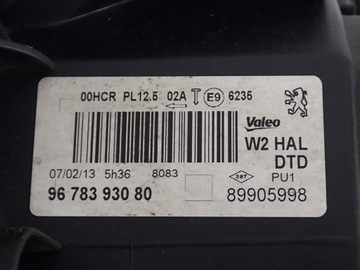 00HCR PL12.5 02A E9 6235
Valeo
W2 HAL
DTD
07/02/13 5h36 8083 287 PU1
96 783 930 80 89905998